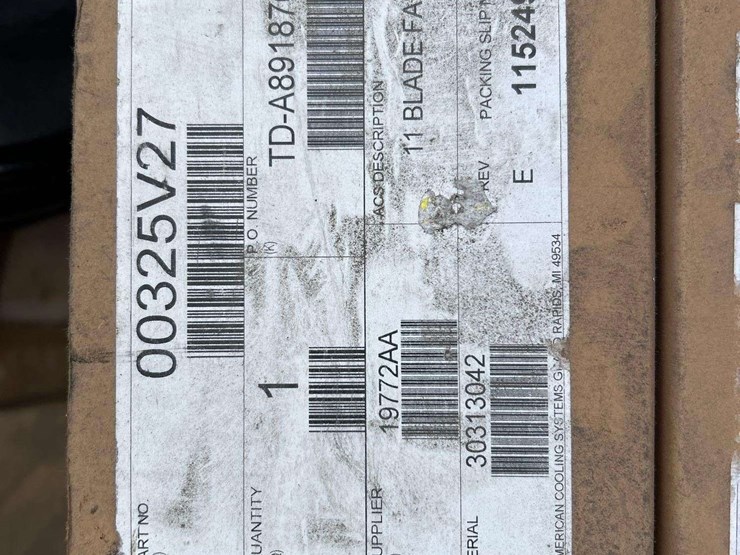 ART NO
00325V27
UANTITY
1
P.O. NUMBER
(K)
TD-A89187
UPPLIER
19772AA
ACS DESCRIPTION
11 BLADE FA
ERIAL
30313042
REV
E
PACKING SLIP N
11524
MERICAN COOLING SYSTEMS RAPIDS, MI 49534